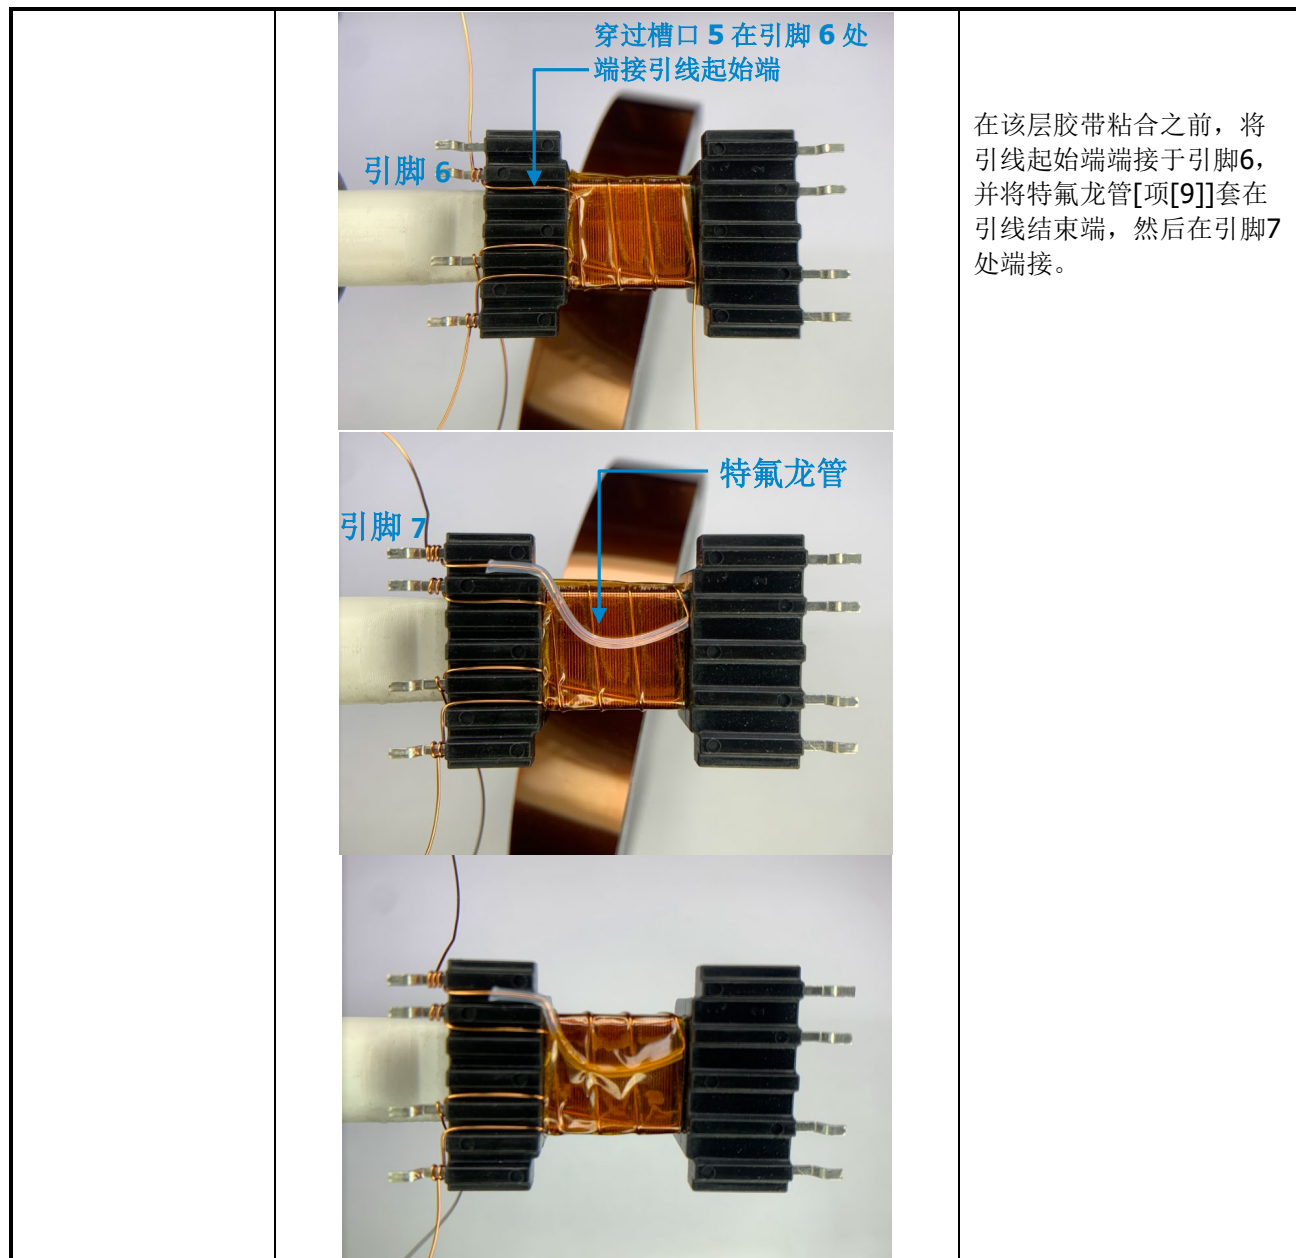 穿过槽口 5 在引脚 6 处
端接引线起始端
引脚 6
在该层胶带粘合之前，将
引线起始端端接于引脚6，
并将特氟龙管[项[9]]套在
引线结束端，然后在引脚7
处端接。
特氟龙管
引脚 7